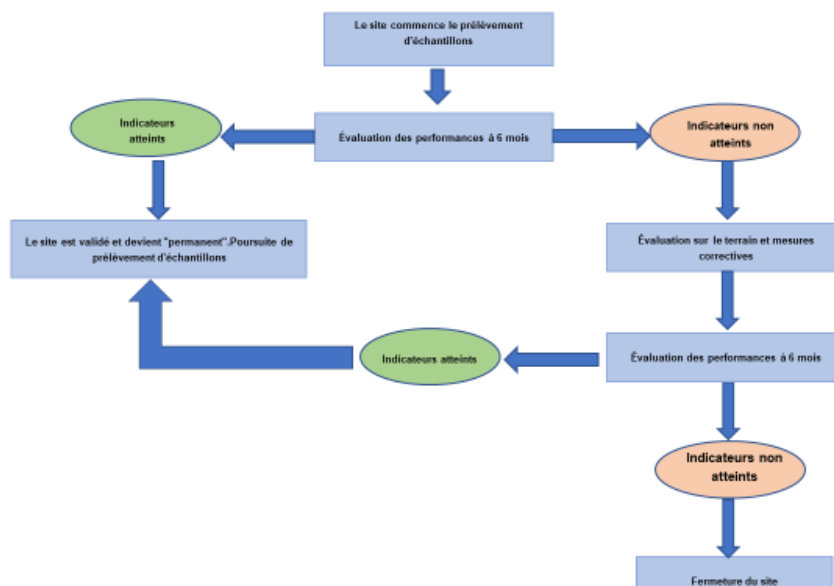 Le site commence le prélèvement
d'échantillons
Indicateurs
atteints
Évaluation des performances à 6 mois
Indicateurs non
atteints
Le site est validé et devient "permanent".Poursuite de
prélèvement d'échantillons
Évaluation sur le terrain et mesures
correctives
Indicateurs atteints
Évaluation des performances à 6 mois
Indicateurs non
atteints
Fermeture du site